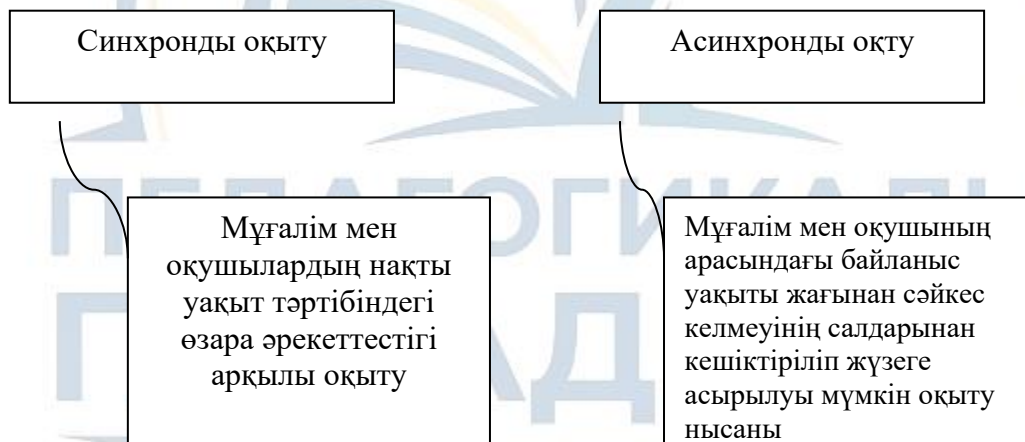 Синхронды оқыту
Асинхронды оқту
Мұғалім мен
оқушылардың нақты
уақыт тәртібіндегі
өзара әрекеттестігі
арқылы оқыту
Мұғалім мен оқушының
арасындағы байланыс
уақыты жағынан сәйкес
келмеуінің салдарынан
кешіктіріліп жүзеге
асырылуы мүмкін оқыту
нысаны